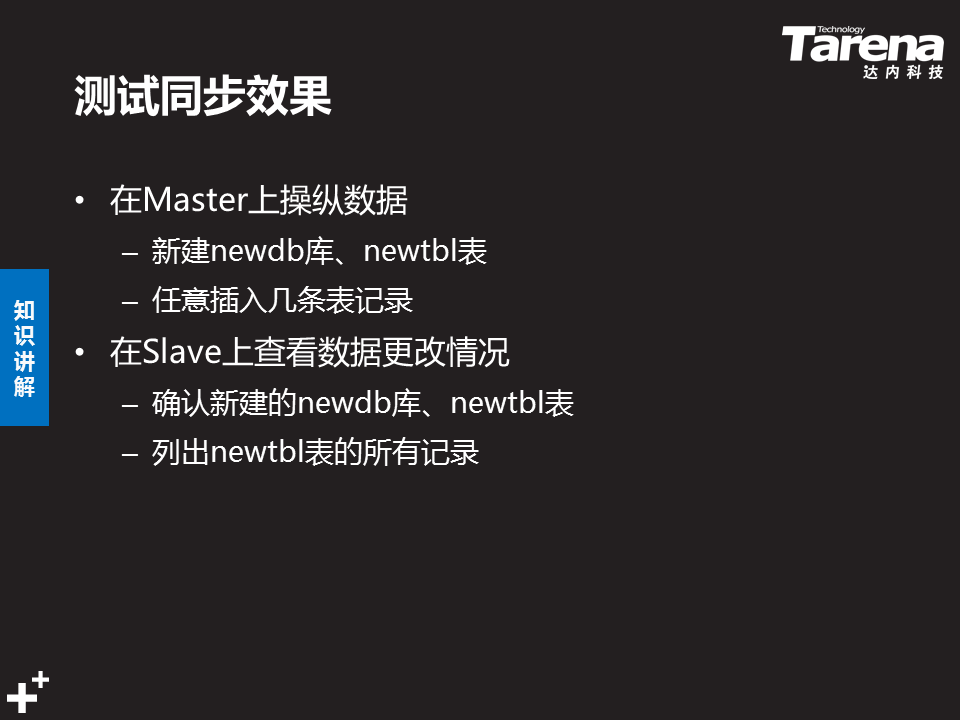 Technology
Tarena
达内科技
测试同步效果
• 在Master上操纵数据
– 新建newdb库、newtbl表
– 任意插入几条表记录
• 在Slave上查看数据更改情况
– 确认新建的newdb库、newtbl表
– 列出newtbl表的所有记录
知识讲解